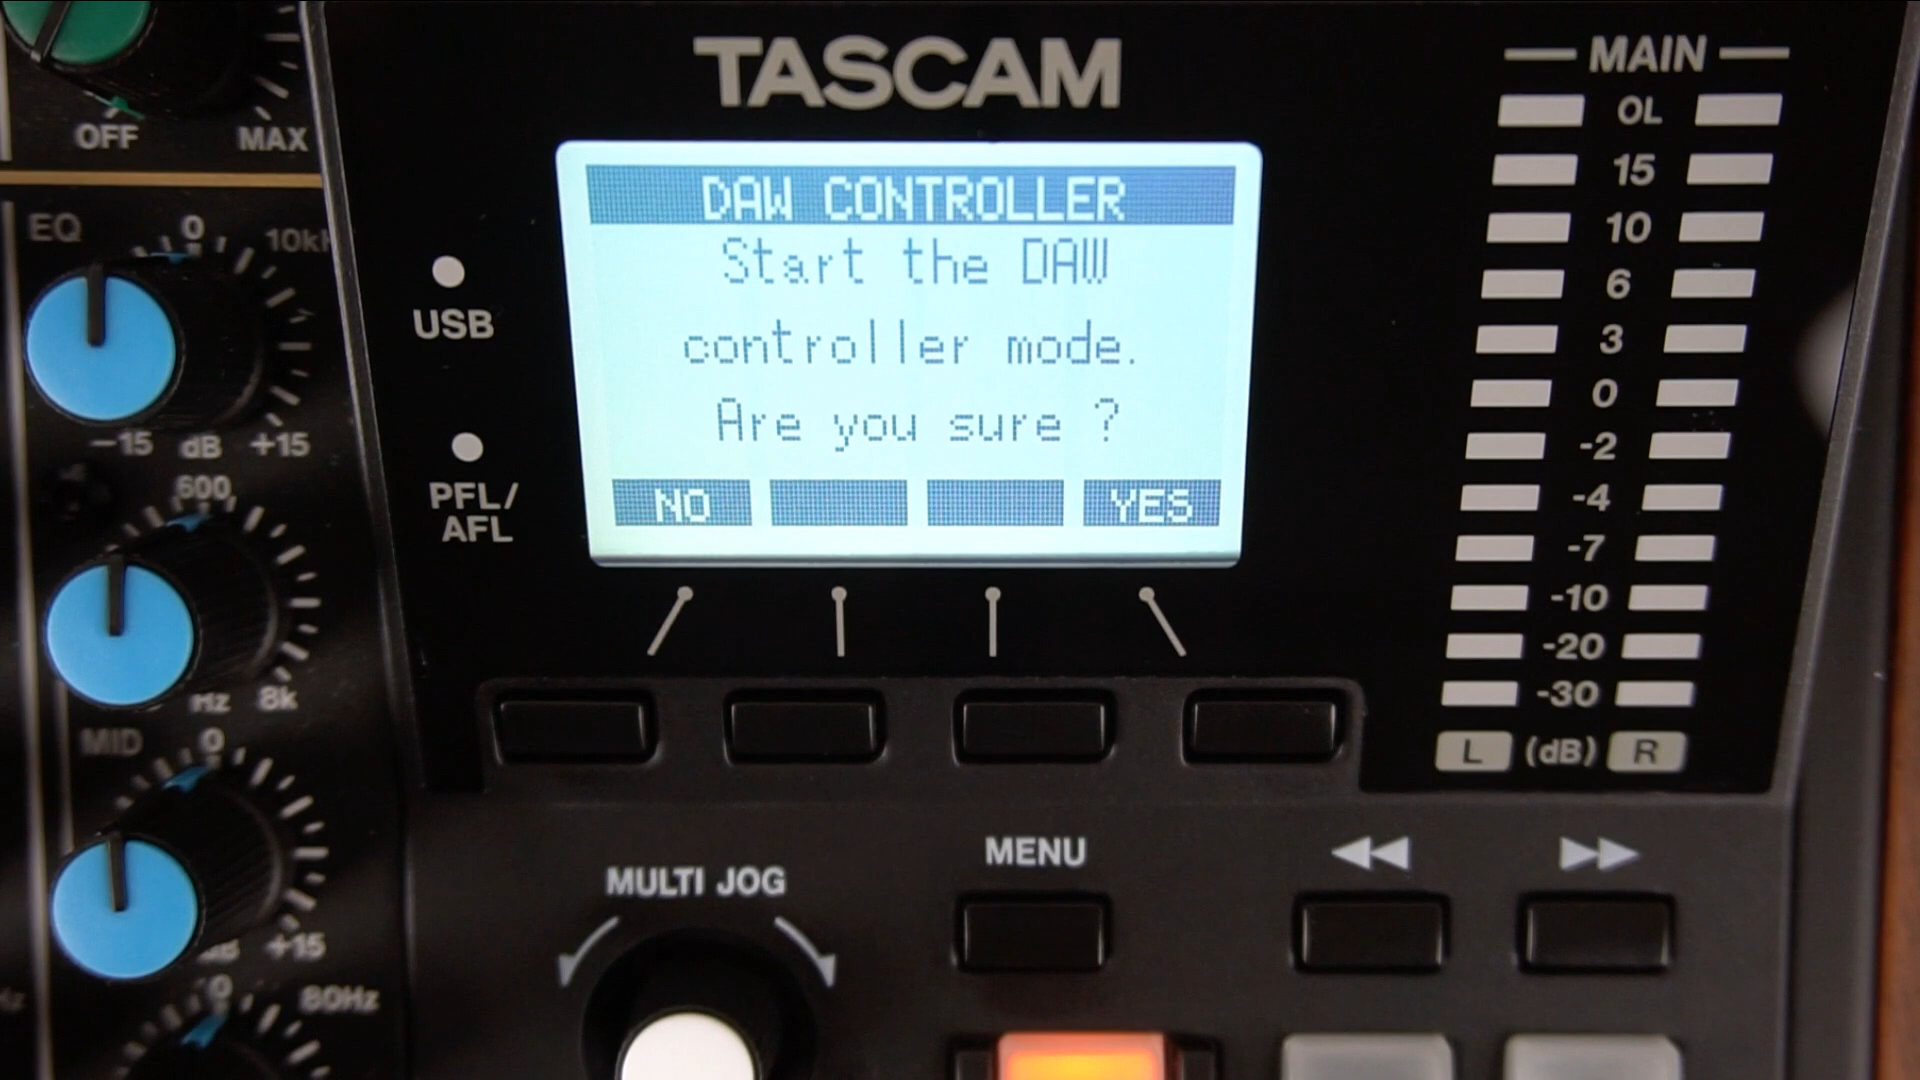 TASCAM
MAIN
OFF MAX
OL
15
10
6
3
0
-2
-4
-7
-10
-20
-30
L (dB) R
DAW CONTROLLER
Start the DAW
controller mode.
Are you sure ?
NO YES
EQ 0
USB
-15 dB +15
600
PFL/
AFL
Hz 8k
MID 0
+15
0 80Hz
MULTI JOG
MENU